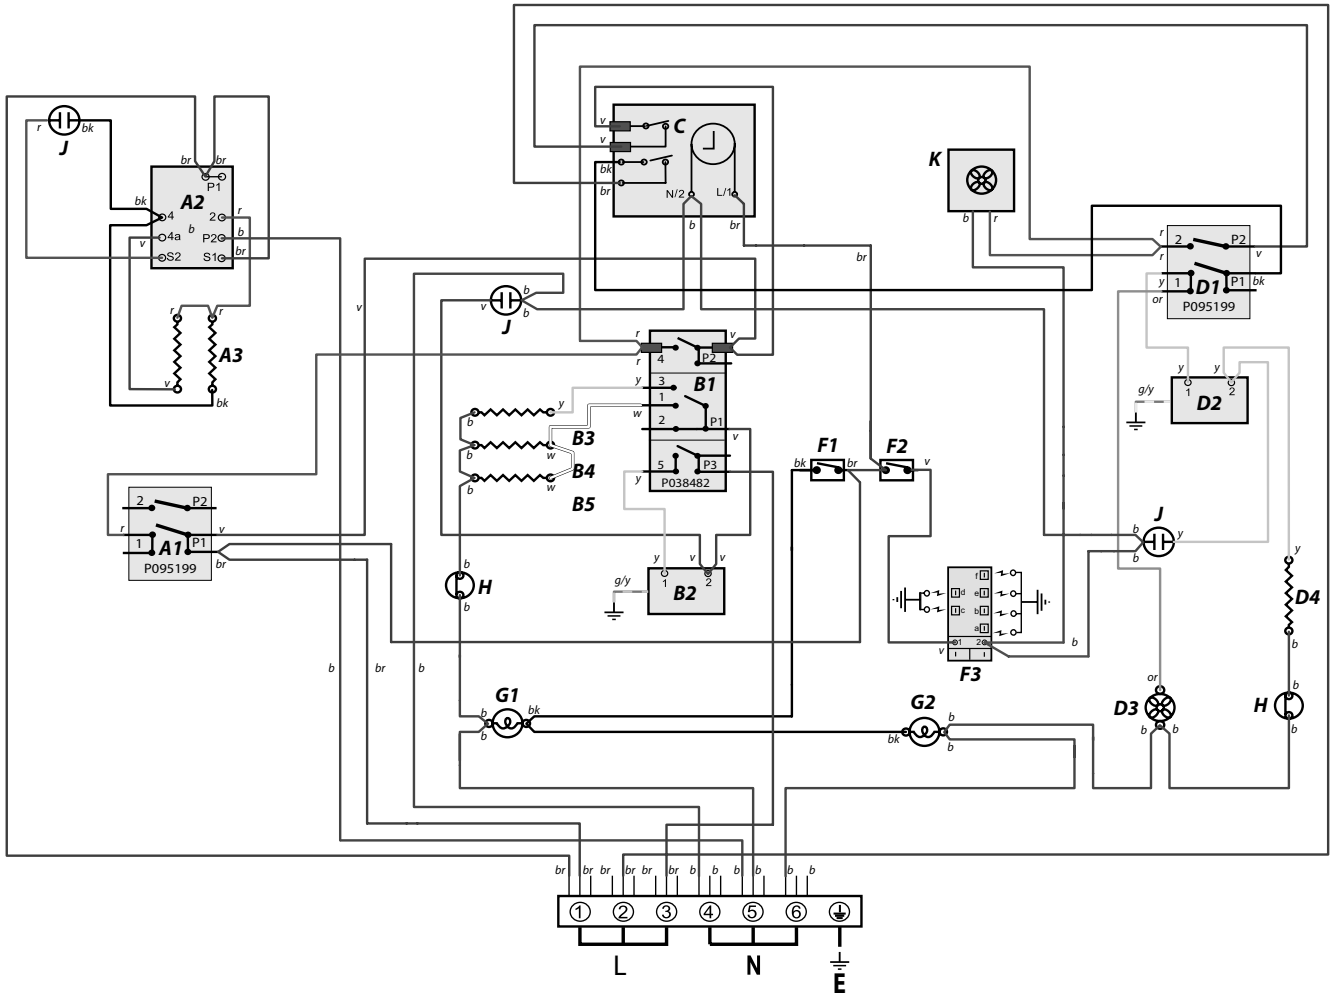 r
bk
J
br
br
P1
A2
bk
4
2
r
b
P2
b
4a
v
S2
S1
br
r
r
A3
v
bk
v
C
v
v
bk
br
N/2
L/1
b
br
br
K
b
r
r
2
P2
v
r
y
1
D1
P1
bk
or
P095199
v
J
b
b
r
4
r
P2
v
B1
y
3
1
w
2
P1
v
5
P3
y
P038482
b
y
B3
b
w
B4
b
w
B5
y
y
g/y
1
2
D2
F1
F2
bk
br
v
2
P2
r
v
1
A1
P1
br
P095199
b
H
b
y
v
v
g/y
1
2
B2
b
J
y
b
f
d
e
c
b
a
1
2
v
b
F3
y
D4
b
b
H
b
or
D3
b
b
b
br
b
G1
b
bk
b
G2
b
bk
b
br
br
br
br
br
br
b
b
b
b
b
b
1
2
3
4
5
6
L
N
E